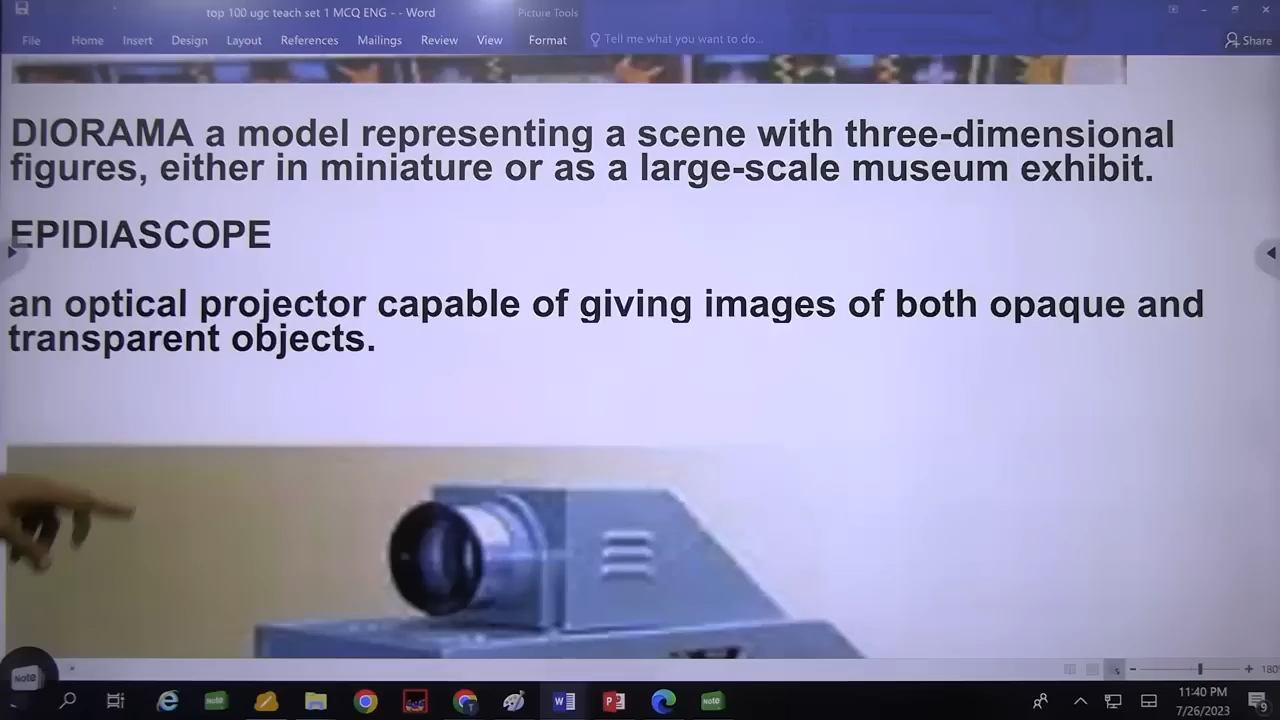 top 100 ugc teach set 1 MCQ ENG - - Word
Picture Tools
File Home Insert Design Layout References Mailings Review View Format Tell me what you want to do... Share
DIORAMA a model representing a scene with three-dimensional
figures, either in miniature or as a large-scale museum exhibit.
EPIDIASCOPE
an optical projector capable of giving images of both opaque and
transparent objects.
Note
180%
11:40 PM
7/26/2023
9